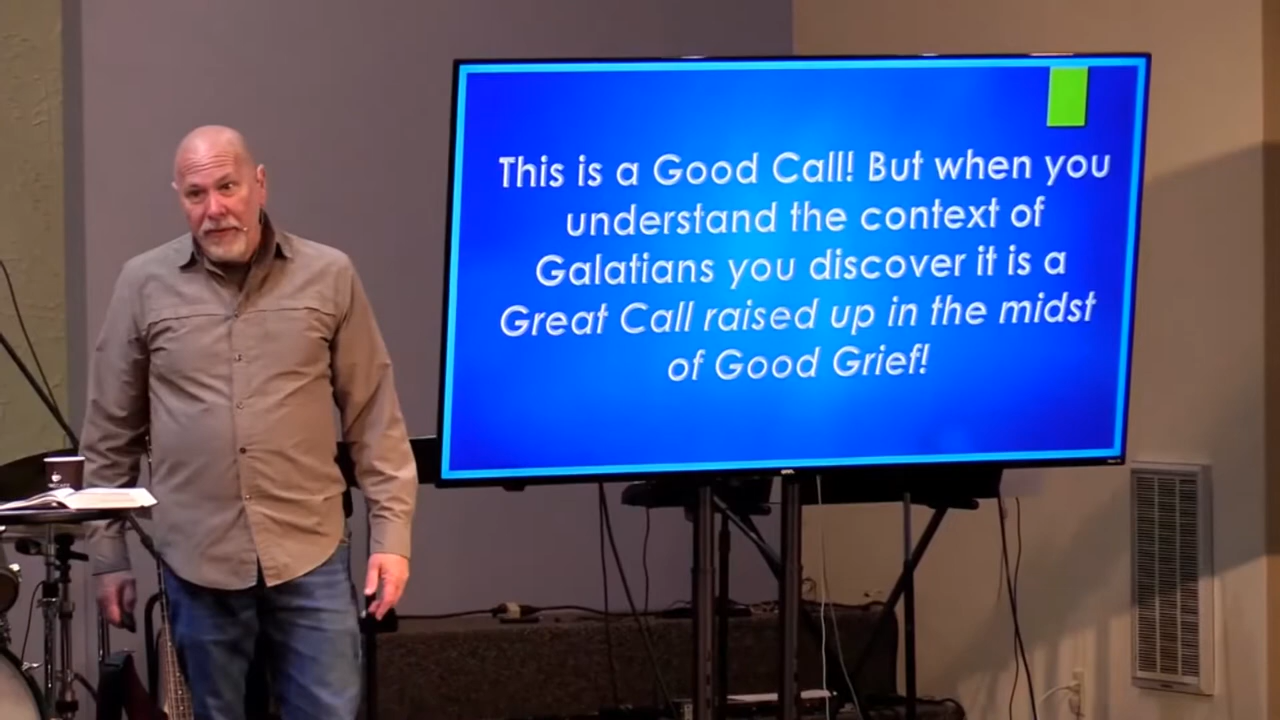 This is a Good Call! But when you
understand the context of
Galatians you discover it is a
Great Call raised up in the midst
of Good Grief!